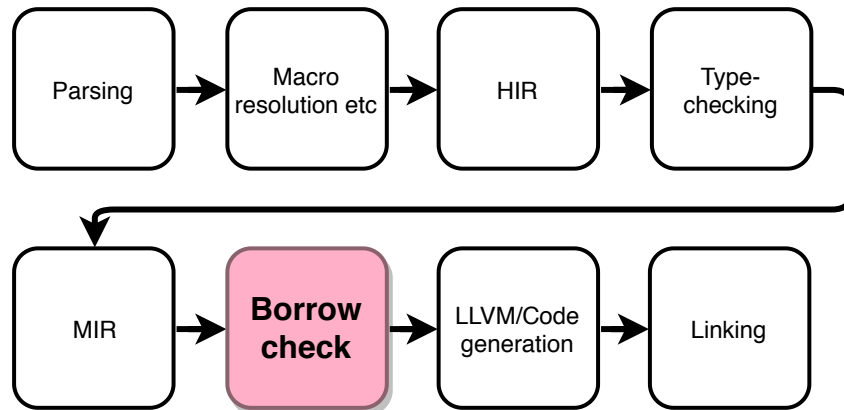 Parsing
Macro
resolution etc
HIR
Type-
checking
MIR
Borrow
check
LLVM/Code
generation
Linking